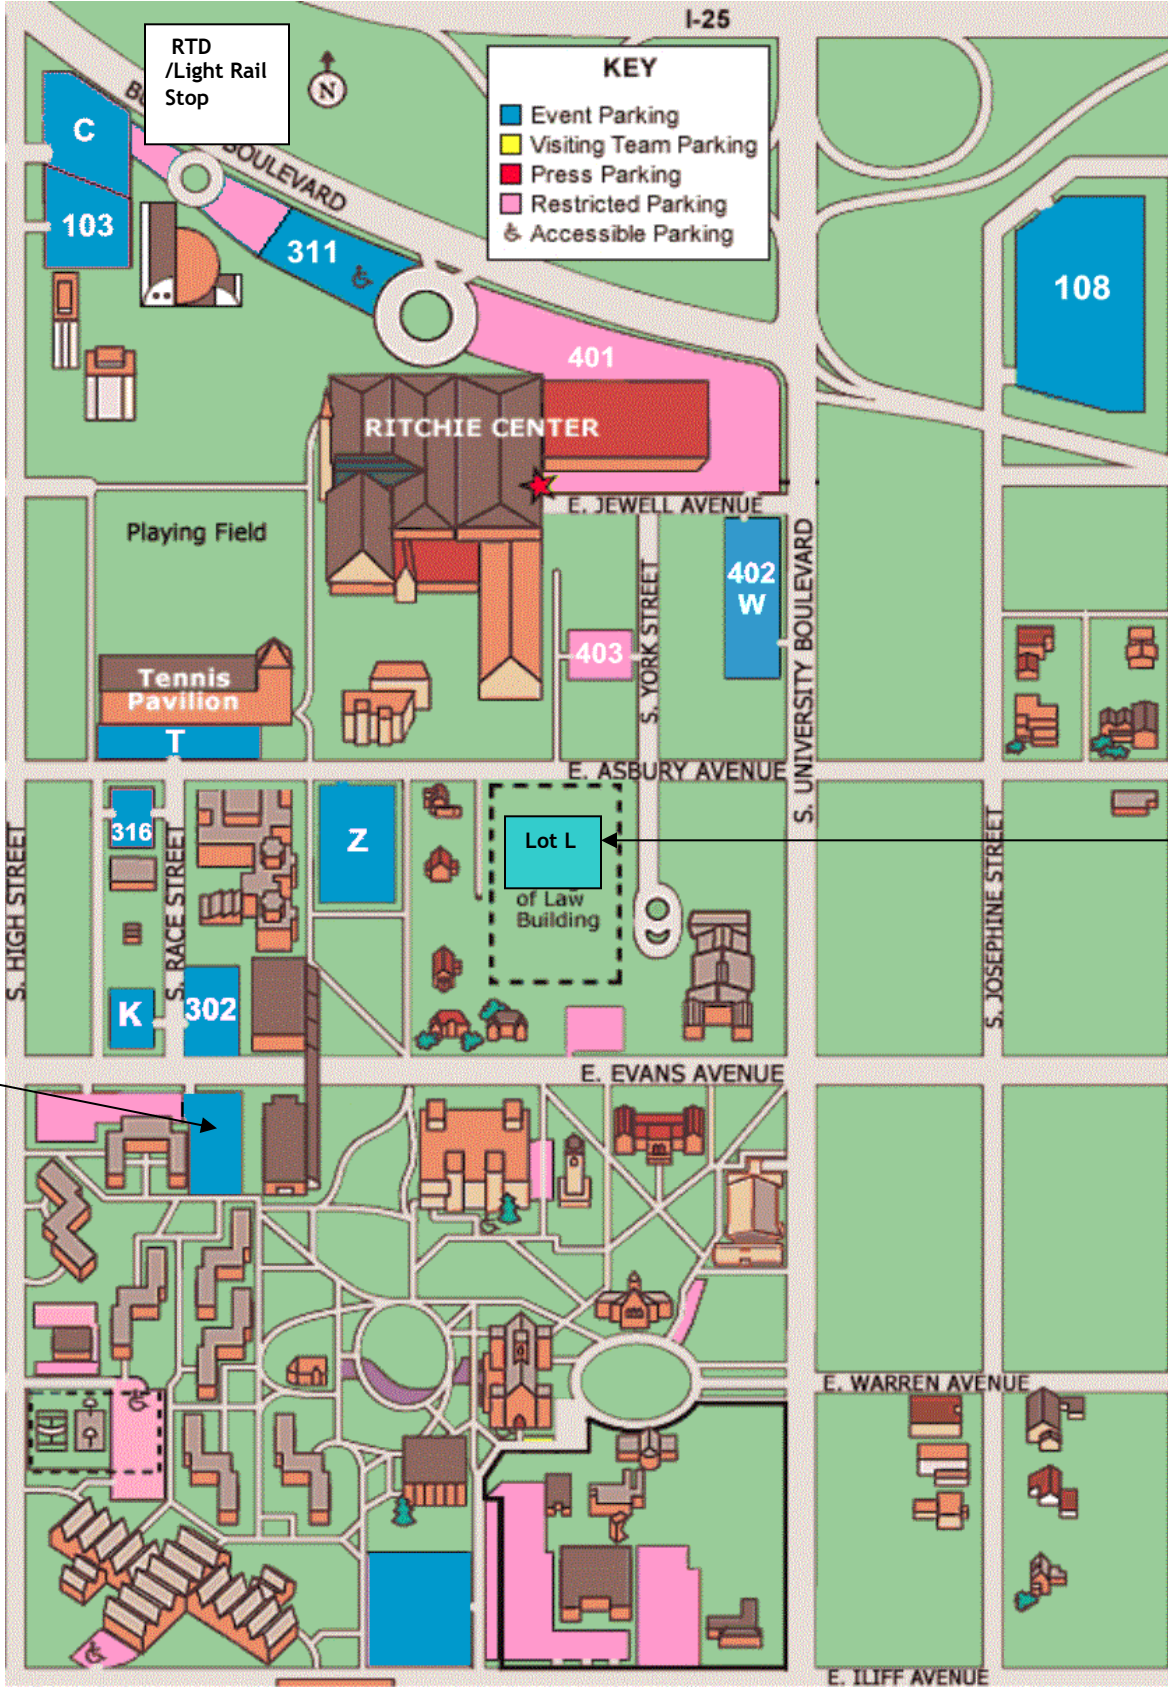 I-25
RTD
/Light Rail
Stop
N
KEY
Event Parking
Visiting Team Parking
Press Parking
Restricted Parking
Accessible Parking
BOULEVARD
C
103
311
108
401
RITCHIE CENTER
E. JEWELL AVENUE
Playing Field
402
W
403
S. YORK STREET
S. UNIVERSITY BOULEVARD
Tennis
Pavilion
T
E. ASBURY AVENUE
316
Z
Lot L
of Law
Building
S. HIGH STREET
S. RACE STREET
S. JOSEPHINE STREET
K
302
E. EVANS AVENUE
E. WARREN AVENUE
E. ILIFF AVENUE